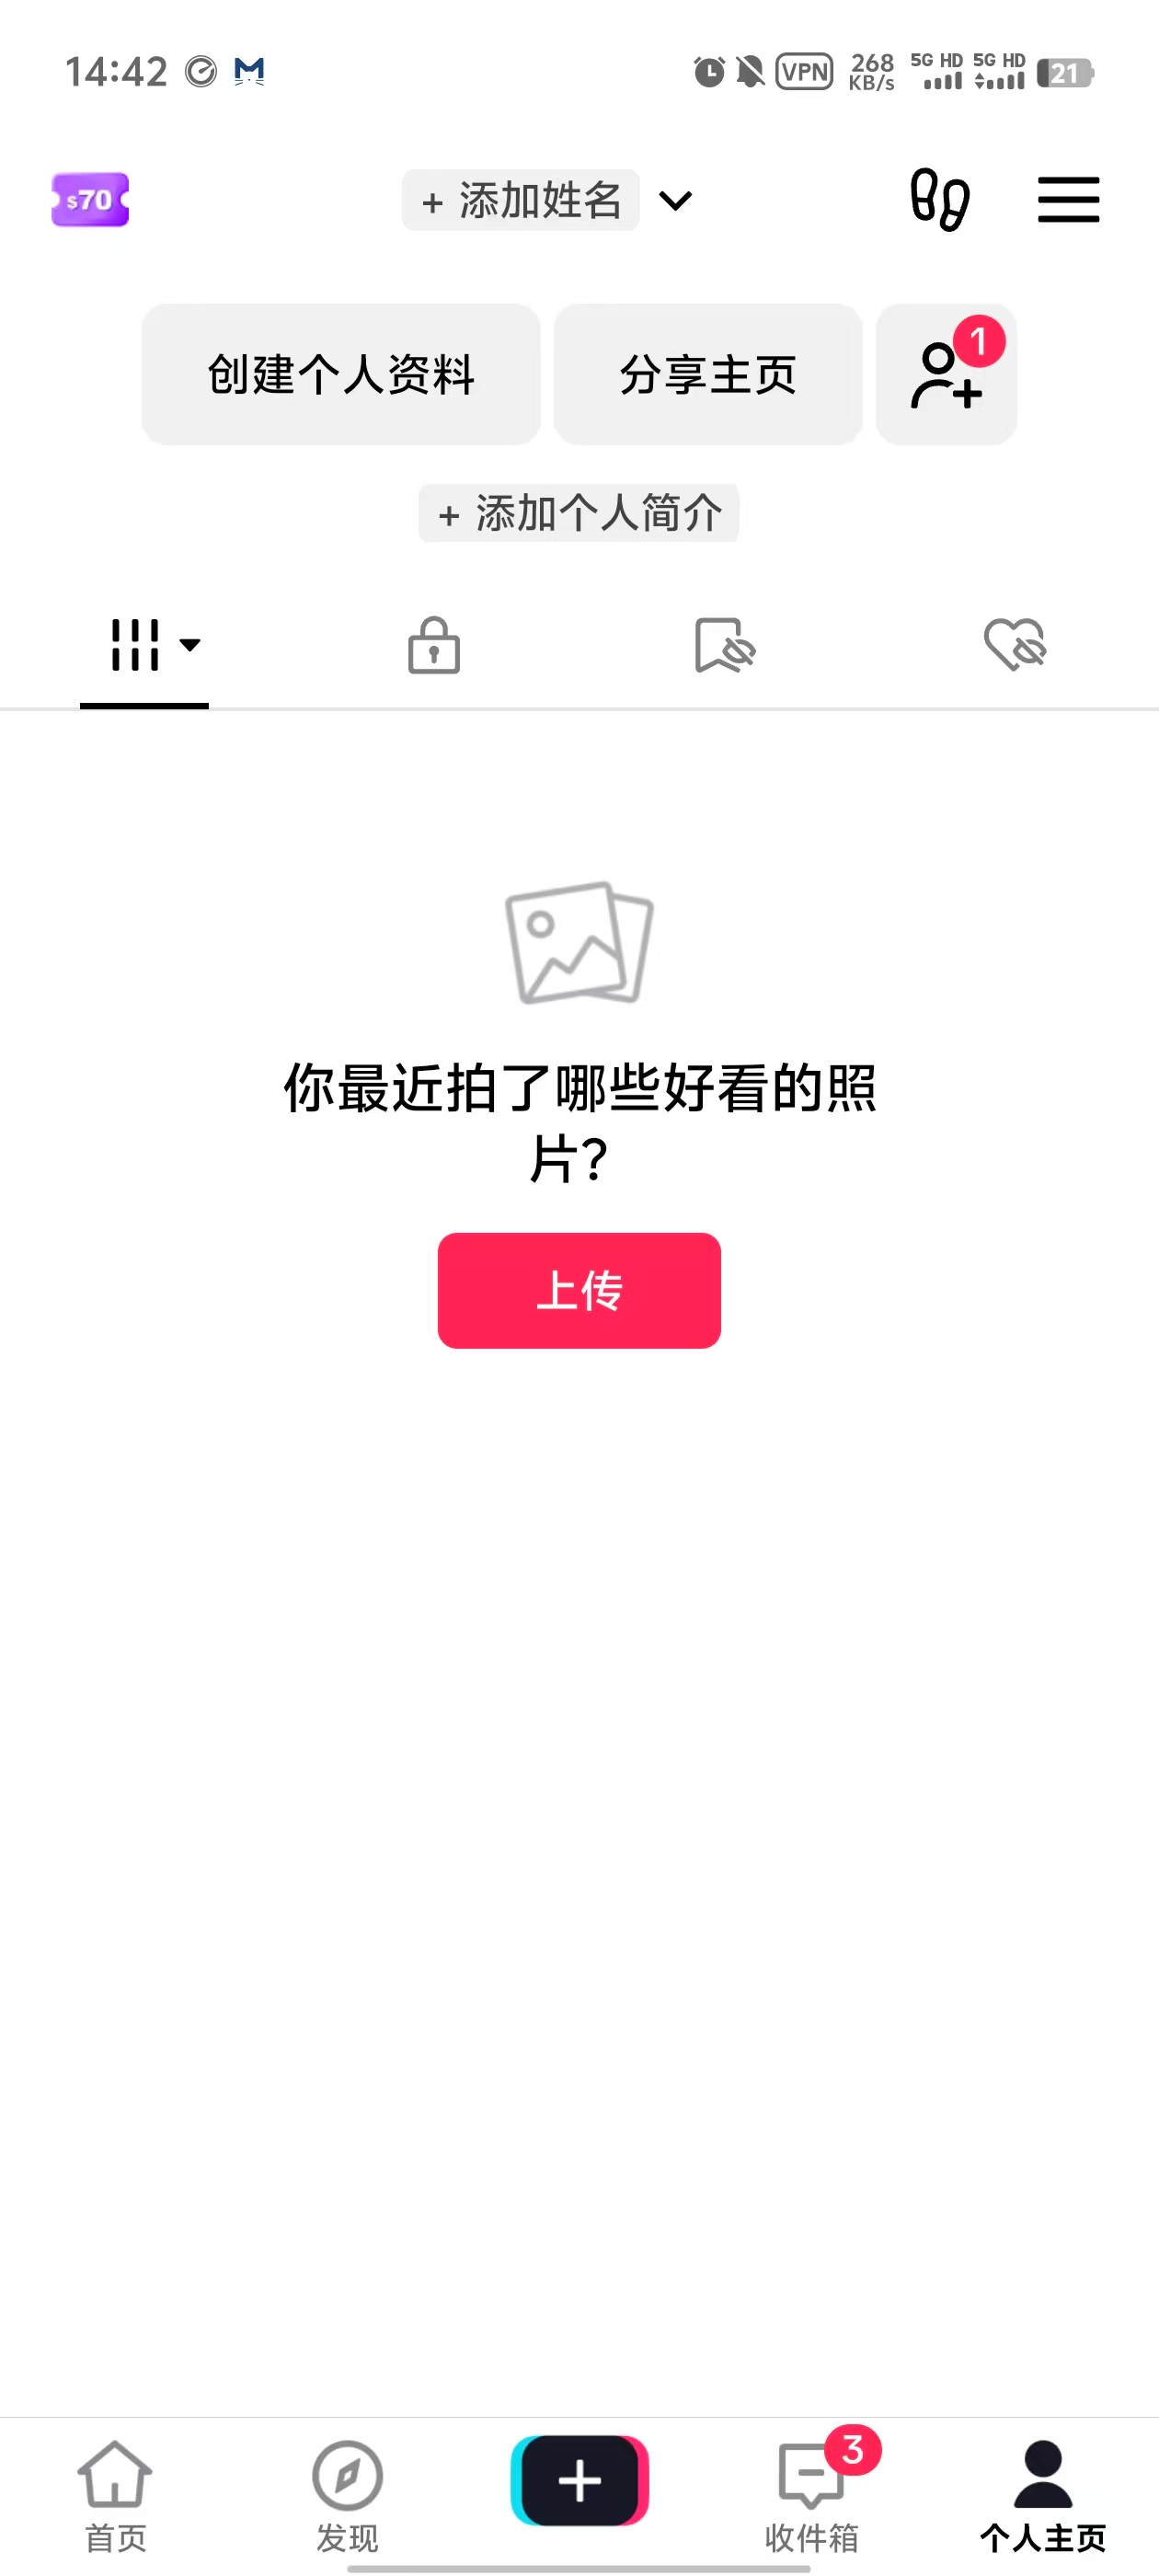 14:42
VPN
268 KB/s
5G HD
5G HD
21
$70
+ 添加姓名
创建个人资料
分享主页
1
+ 添加个人简介
你最近拍了哪些好看的照
片？
上传
首页
发现
3
收件箱
个人主页